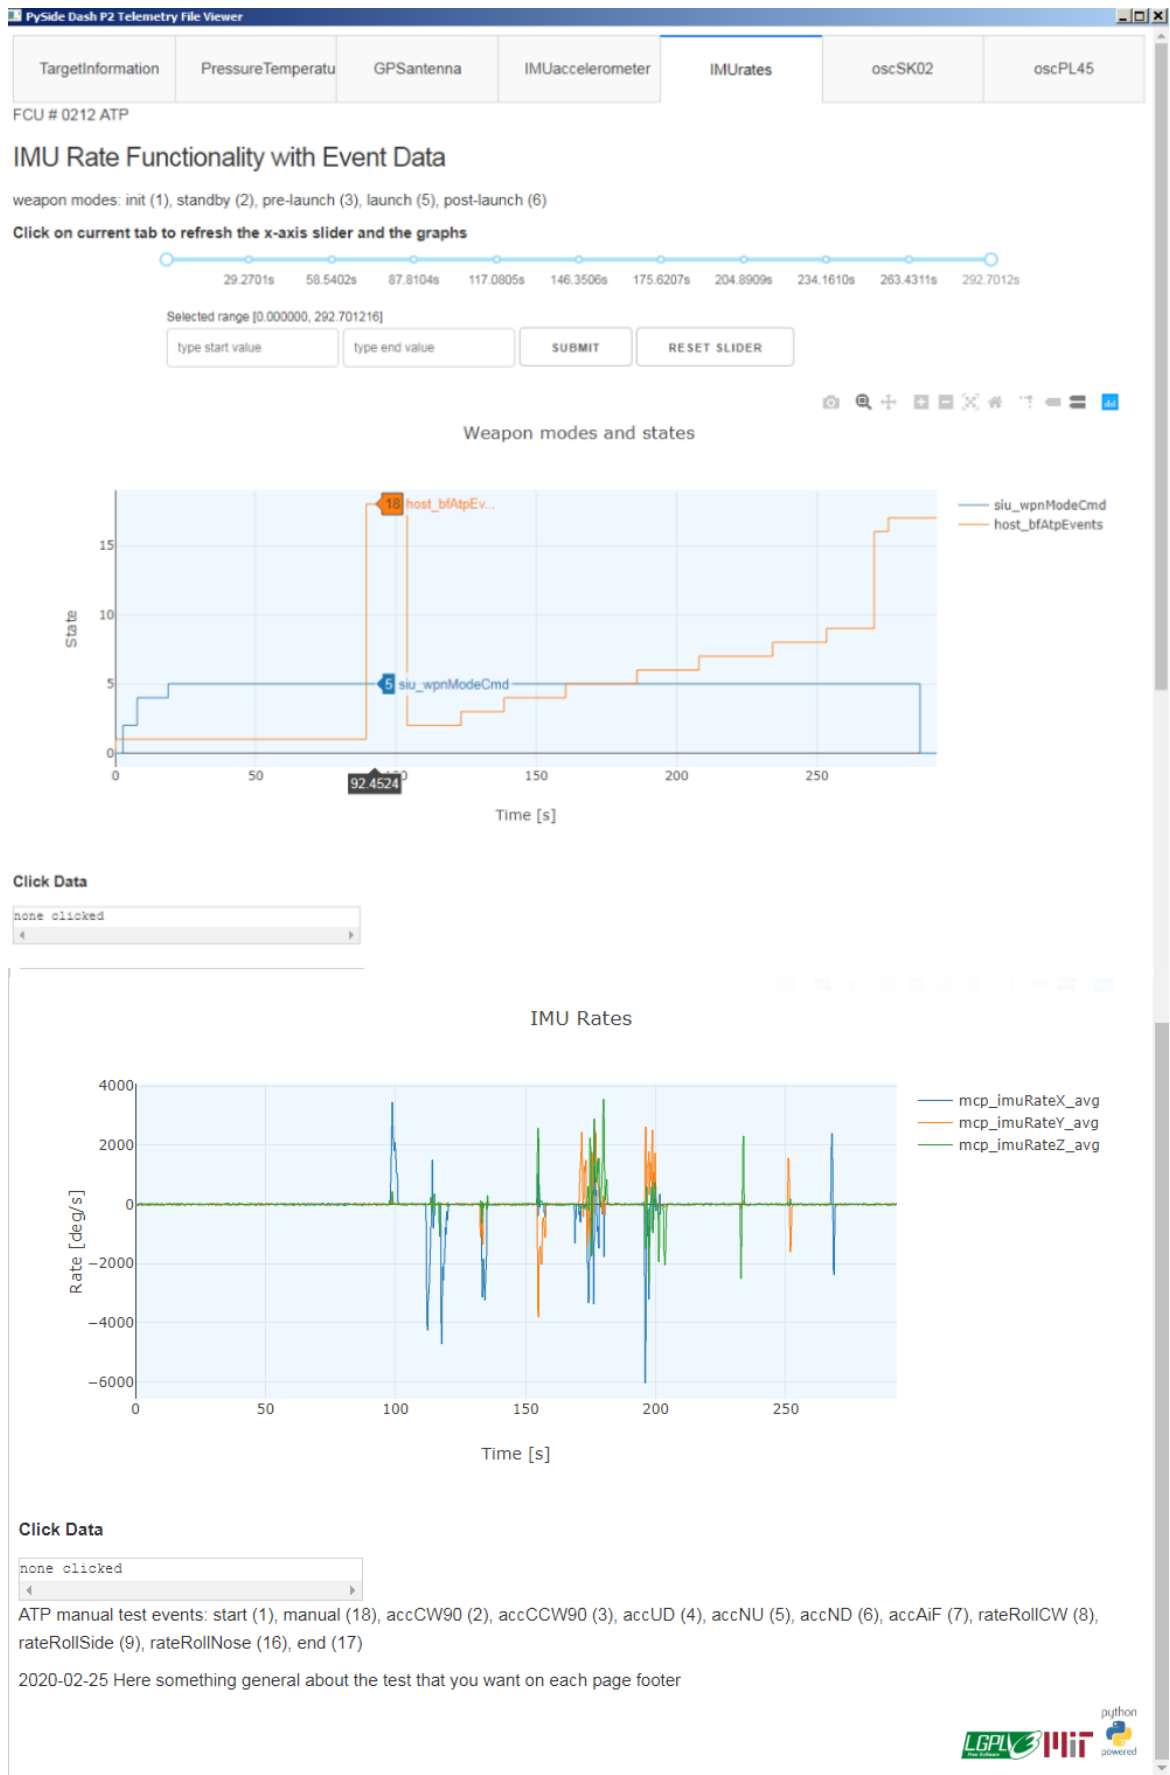 PySide Dash P2 Telemetry File Viewer
TargetInformation PressureTemperatu GPSantenna IMUaccelerometer IMUrates oscSK02 oscPL45
FCU # 0212 ATP
IMU Rate Functionality with Event Data
weapon modes: init (1), standby (2), pre-launch (3), launch (5), post-launch (6)
Click on current tab to refresh the x-axis slider and the graphs
29.2701s 58.5402s 87.8104s 117.0805s 146.3506s 175.6207s 204.8909s 234.1610s 263.4311s 292.7012s
Selected range [0.000000, 292.701216]
type start value type end value SUBMIT RESET SLIDER
Weapon modes and states
18 host_bfAtpEv...
siu_wpnModeCmd
host_bfAtpEvents
15
10
State
5
5 siu_wpnModeCmd
0
0 50 150 200 250
92.4524
Time [s]
Click Data
none clicked
IMU Rates
4000
2000
0
−2000
−4000
−6000
Rate [deg/s]
mcp_imuRateX_avg
mcp_imuRateY_avg
mcp_imuRateZ_avg
0 50 100 150 200 250
Time [s]
Click Data
none clicked
ATP manual test events: start (1), manual (18), accCW90 (2), accCCW90 (3), accUD (4), accNU (5), accND (6), accAiF (7), rateRollCW (8),
rateRollSide (9), rateRollNose (16), end (17)
2020-02-25 Here something general about the test that you want on each page footer
LGPLv3 Free Software MIT python powered